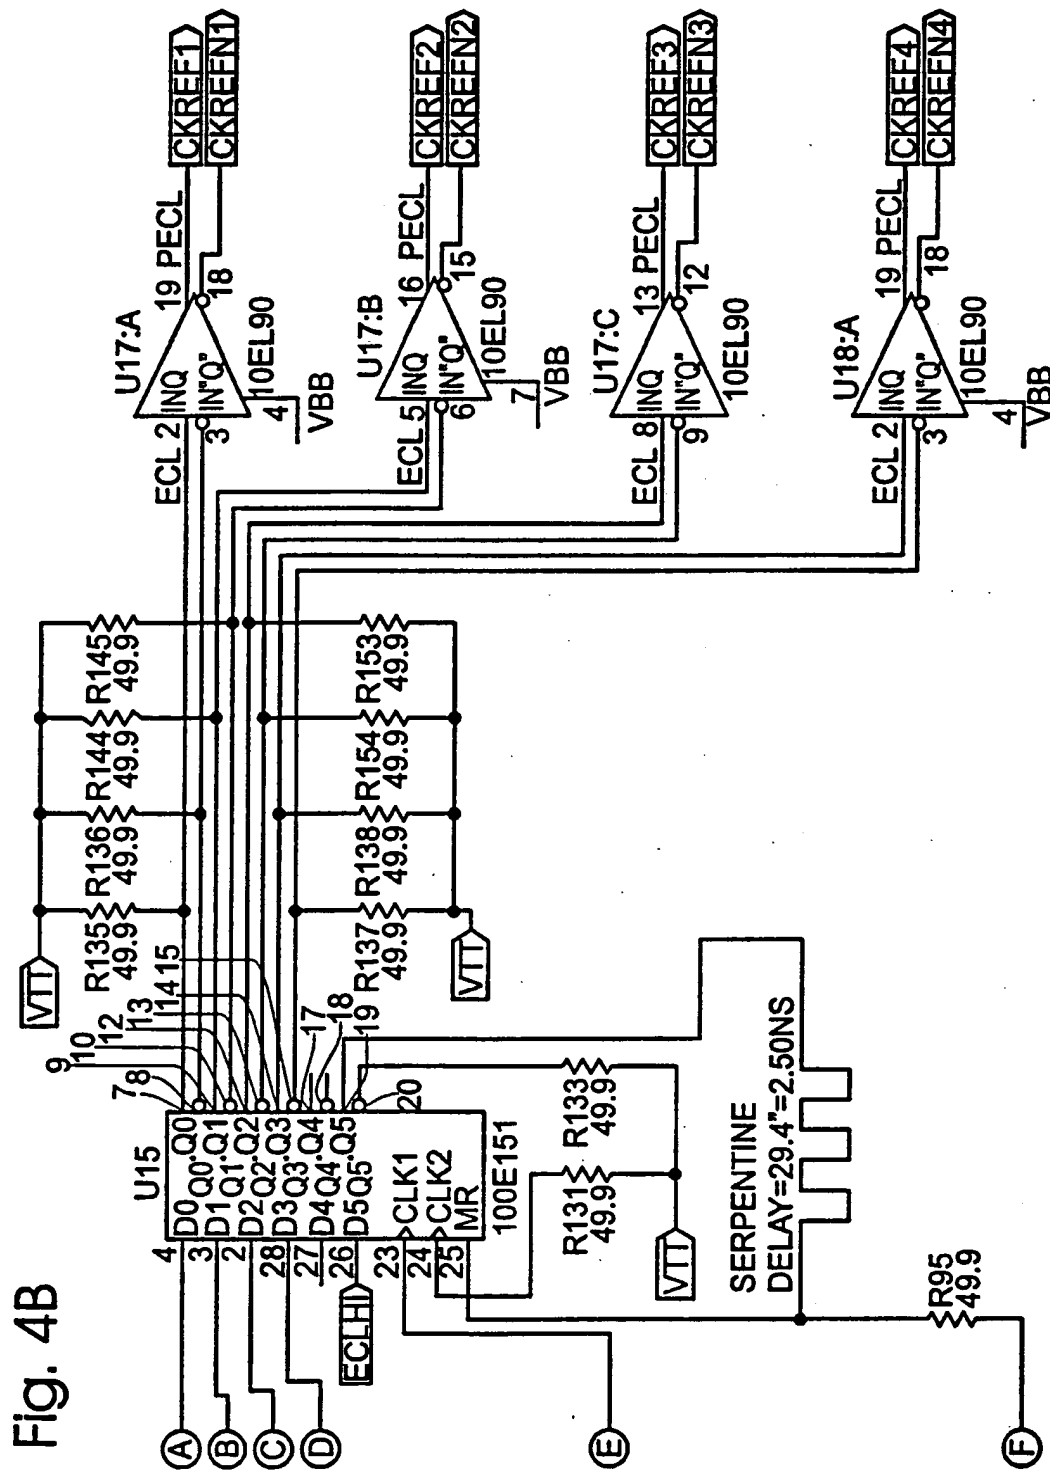 Fig. 4B
A
B
C
D
E
F
4
3
2
28
27
26
23
24
25
ECLHI
U15
D0 Q0
Q0"
D1 Q1
Q1"
D2 Q2
Q2"
D3 Q3
Q3"
D4 Q4
Q4"
D5 Q5
Q5"
CLK1
CLK2
MR
100E151
7
8
9
10
12
13
14
15
17
18
19
20
VTT
R135
49.9
R136
49.9
R144
49.9
R145
49.9
R137
49.9
R138
49.9
R154
49.9
R153
49.9
VTT
R131
49.9
R133
49.9
VTT
SERPENTINE
DELAY=29.4"=2.50NS
R95
49.9
U17:A
ECL 2
3
INQ
IN"Q"
19 PECL
18
10EL90
4
VBB
CKREF1
CKREFN1
U17:B
ECL 5
6
INQ
IN"Q"
16 PECL
15
10EL90
7
VBB
CKREF2
CKREFN2
U17:C
ECL 8
9
INQ
IN"Q"
13 PECL
12
10EL90
CKREF3
CKREFN3
U18:A
ECL 2
3
INQ
IN"Q"
19 PECL
18
10EL90
4
VBB
CKREF4
CKREFN4